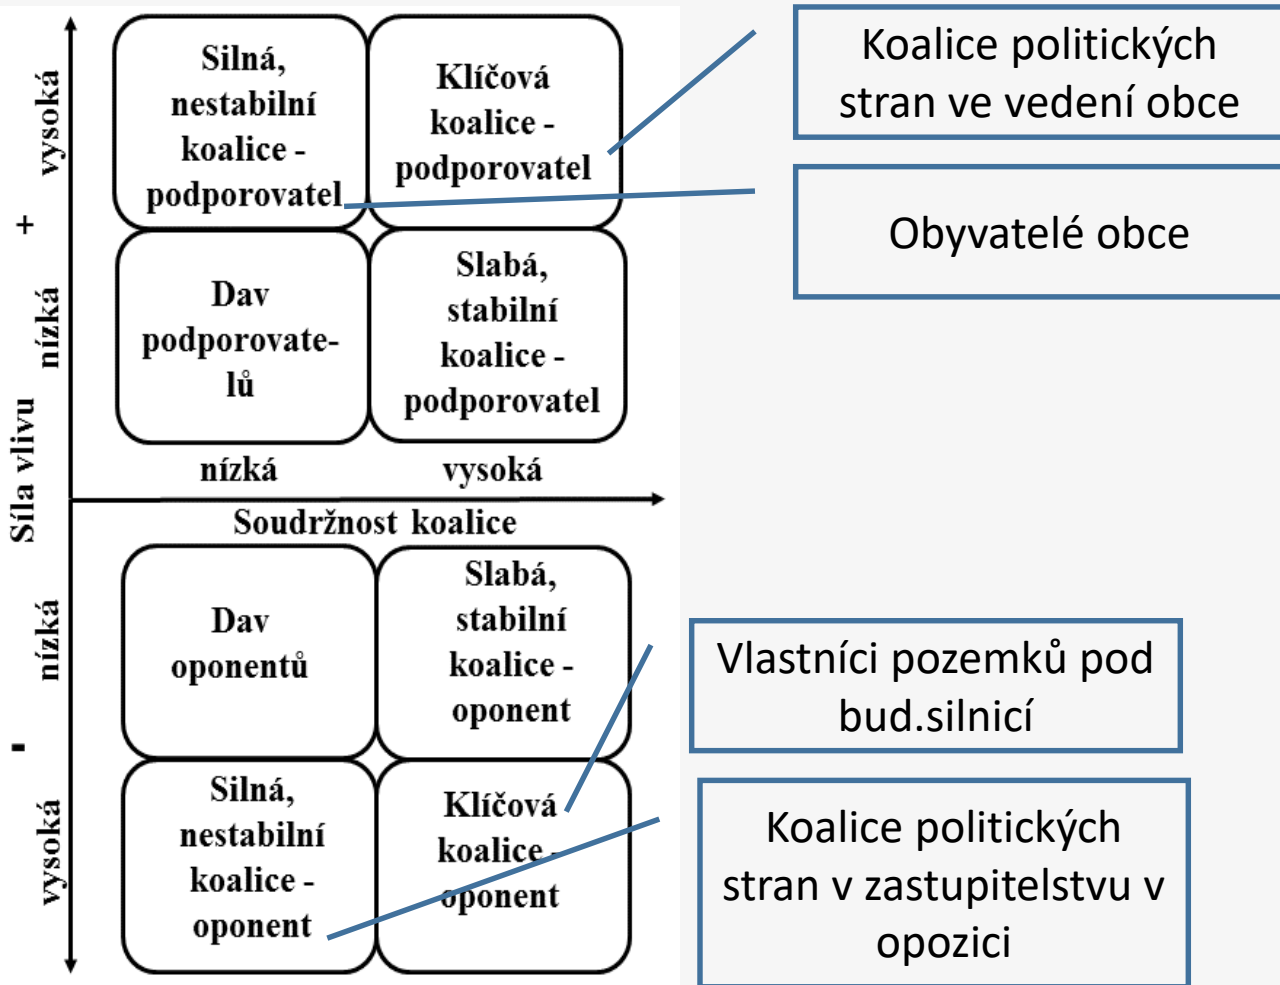 vysoká
+
nízká
Síla vlivu
nízká
-
vysoká
Silná,
nestabilní
koalice -
podporovatel
Klíčová
koalice -
podporovatel
Dav
podporovate-
lů
Slabá,
stabilní
koalice -
podporovatel
nízká
vysoká
Soudržnost koalice
Dav
oponentů
Slabá,
stabilní
koalice -
oponent
Silná,
nestabilní
koalice -
oponent
Klíčová
koalice -
oponent
Koalice politických
stran ve vedení obce
Obyvatelé obce
Vlastníci pozemků pod
bud.silnicí
Koalice politických
stran v zastupitelstvu v
opozici